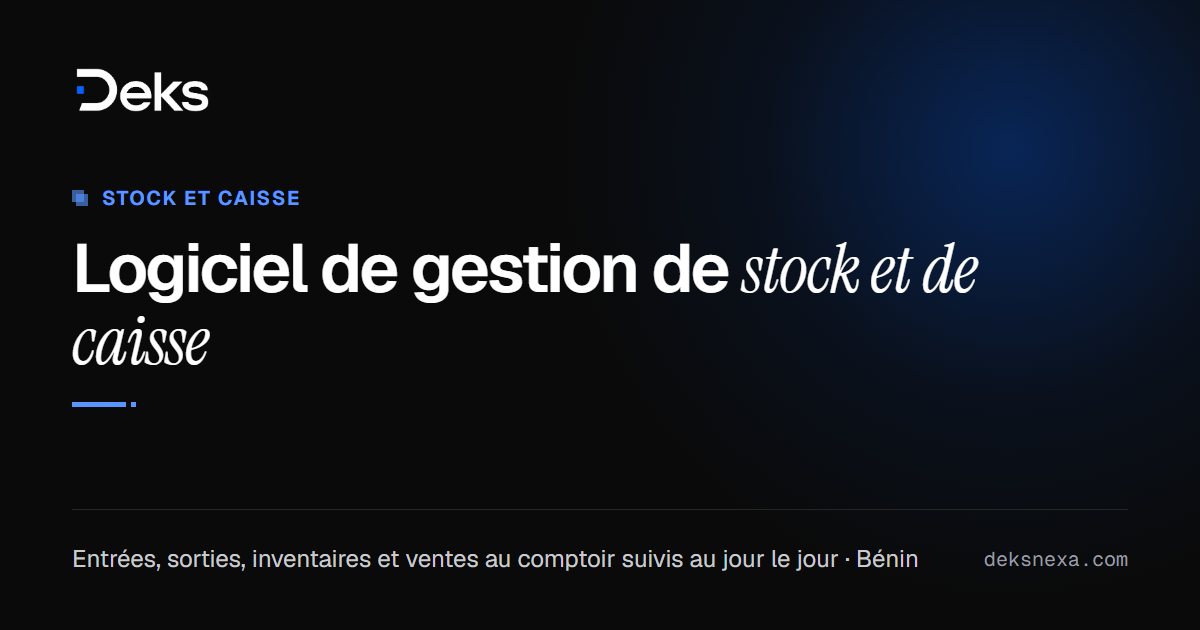 Deks
STOCK ET CAISSE
Logiciel de gestion de stock et de
caisse
Entrées, sorties, inventaires et ventes au comptoir suivis au jour le jour · Bénin
deksnexa.com